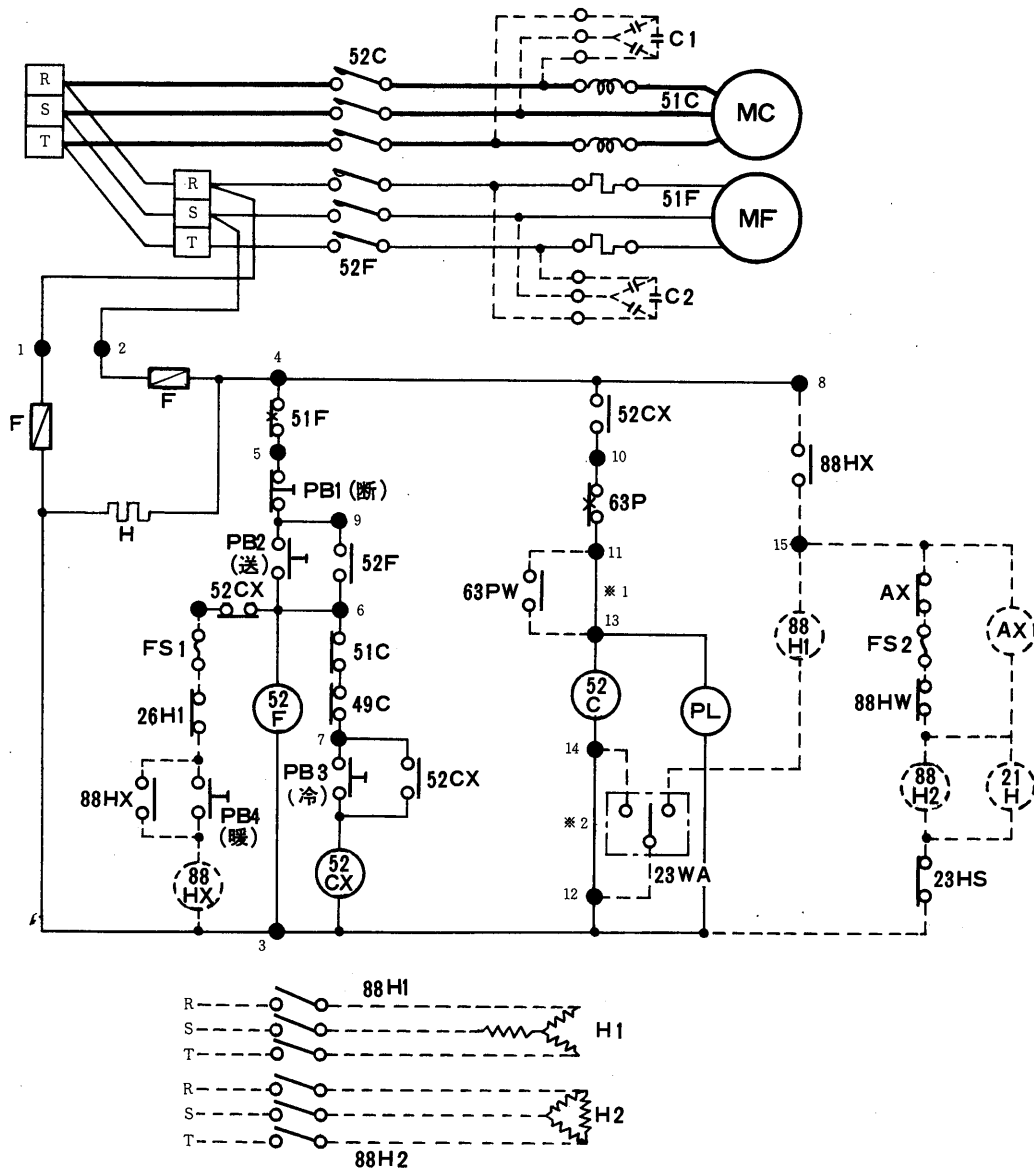 C1
52C
R
S
T
51C
MC
R
S
T
51F
MF
52F
C2
1
2
4
8
F
F
51F
52CX
5
10
88HX
PB1(断)
63P
H
9
15
PB2
(送)
52F
11
63PW
※1
AX
52CX
6
13
88
H1
FS2
AX
FS1
51C
52
F
52
C
PL
88HW
26H1
49C
7
14
PB3
(冷)
52CX
88
H2
21
H
88HX
PB4
(暖)
※2
23WA
88
HX
52
CX
12
23HS
3
88H1
R
S
T
H1
R
S
T
H2
88H2